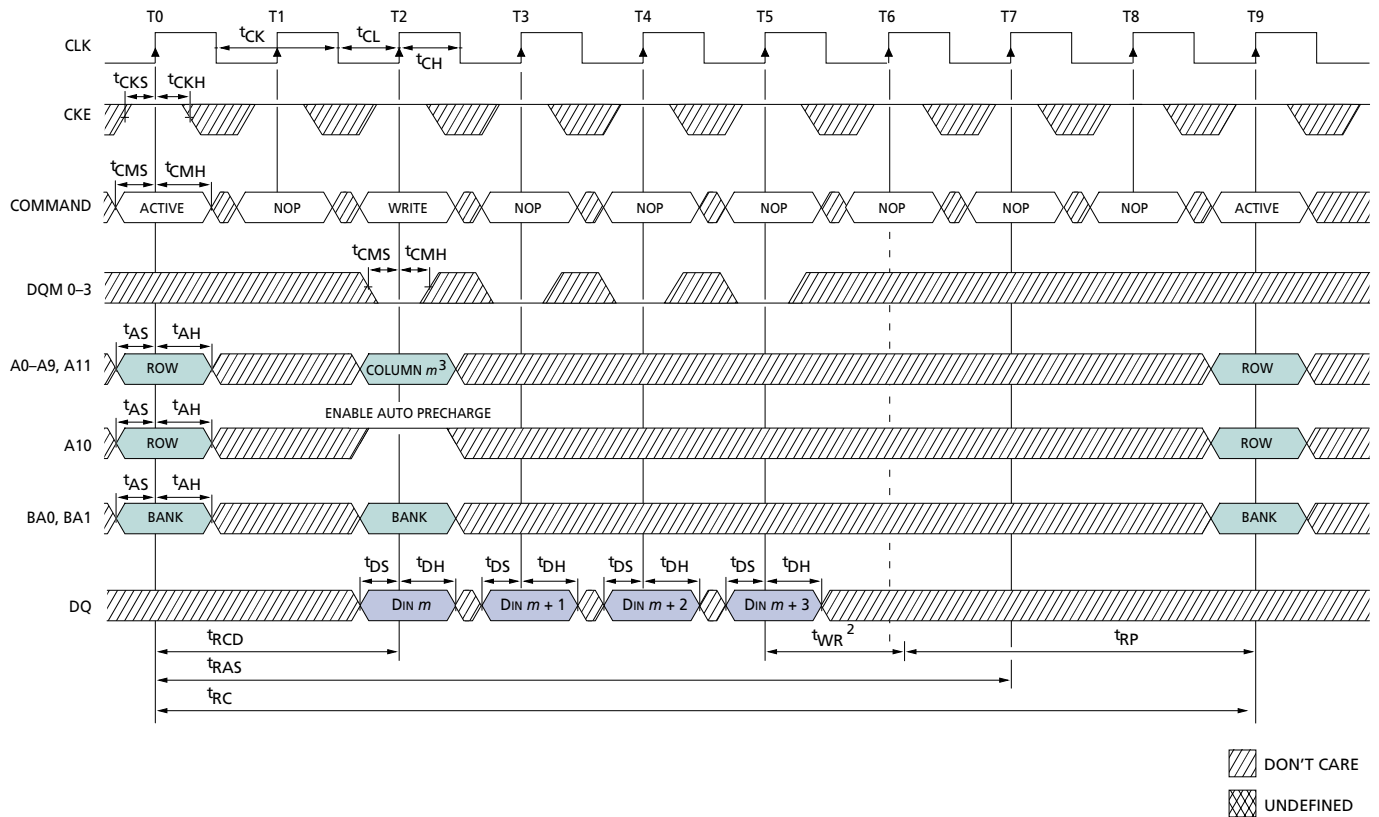 T0 T1 T2 T3 T4 T5 T6 T7 T8 T9
CLK
tCK tCL
tCH
tCKS tCKH
CKE
tCMS tCMH
COMMAND ACTIVE NOP WRITE NOP NOP NOP NOP NOP NOP ACTIVE
tCMS tCMH
DQM 0–3
tAS tAH
A0–A9, A11 ROW COLUMN m3 ROW
tAS tAH ENABLE AUTO PRECHARGE
A10 ROW ROW
tAS tAH
BA0, BA1 BANK BANK BANK
tDS tDH tDS tDH tDS tDH tDS tDH
DQ DIN m DIN m + 1 DIN m + 2 DIN m + 3
tRCD tWR 2 tRP
tRAS
tRC
DON'T CARE
UNDEFINED